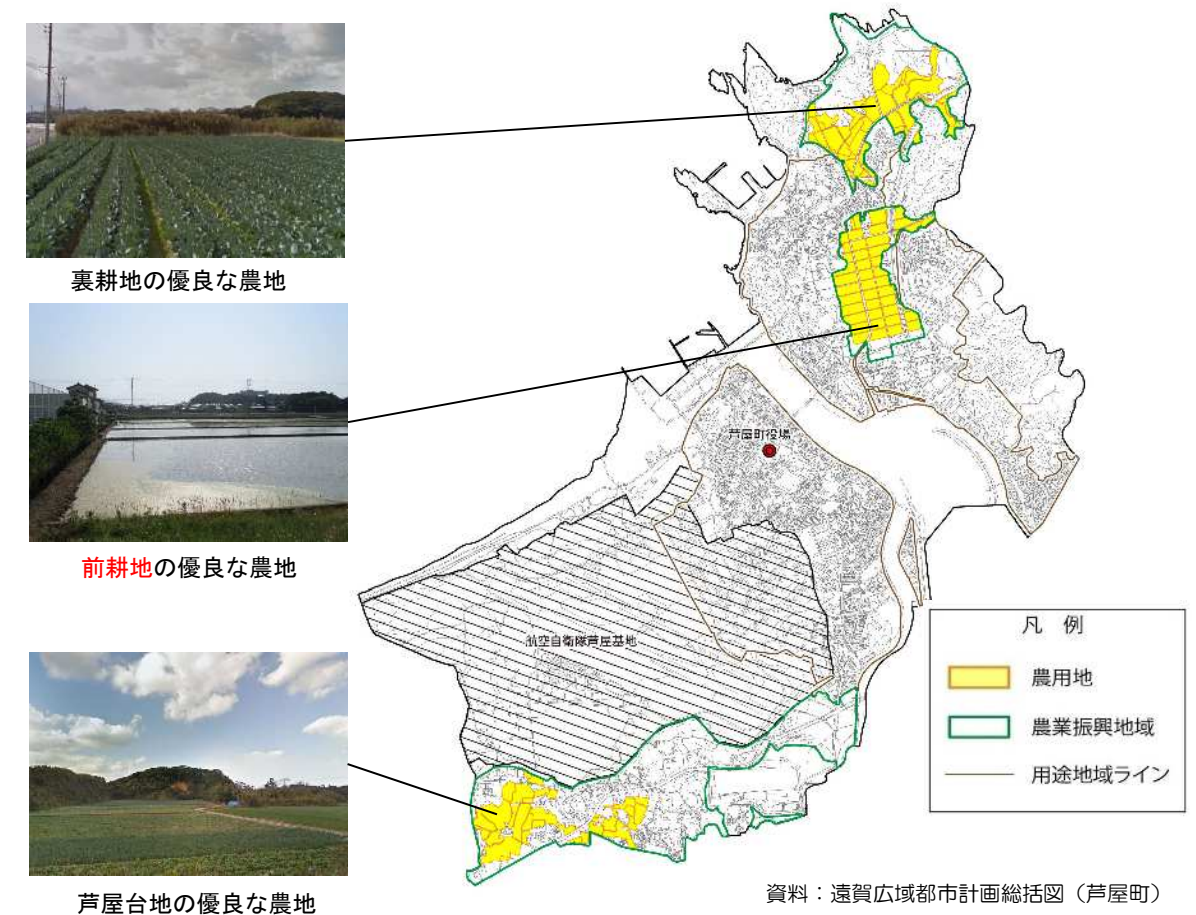 裏耕地の優良な農地
前耕地の優良な農地
芦屋台地の優良な農地
芦屋町役場
航空自衛隊芦屋基地
凡 例
農用地
農業振興地域
用途地域ライン
資料：遠賀広域都市計画総括図（芦屋町）